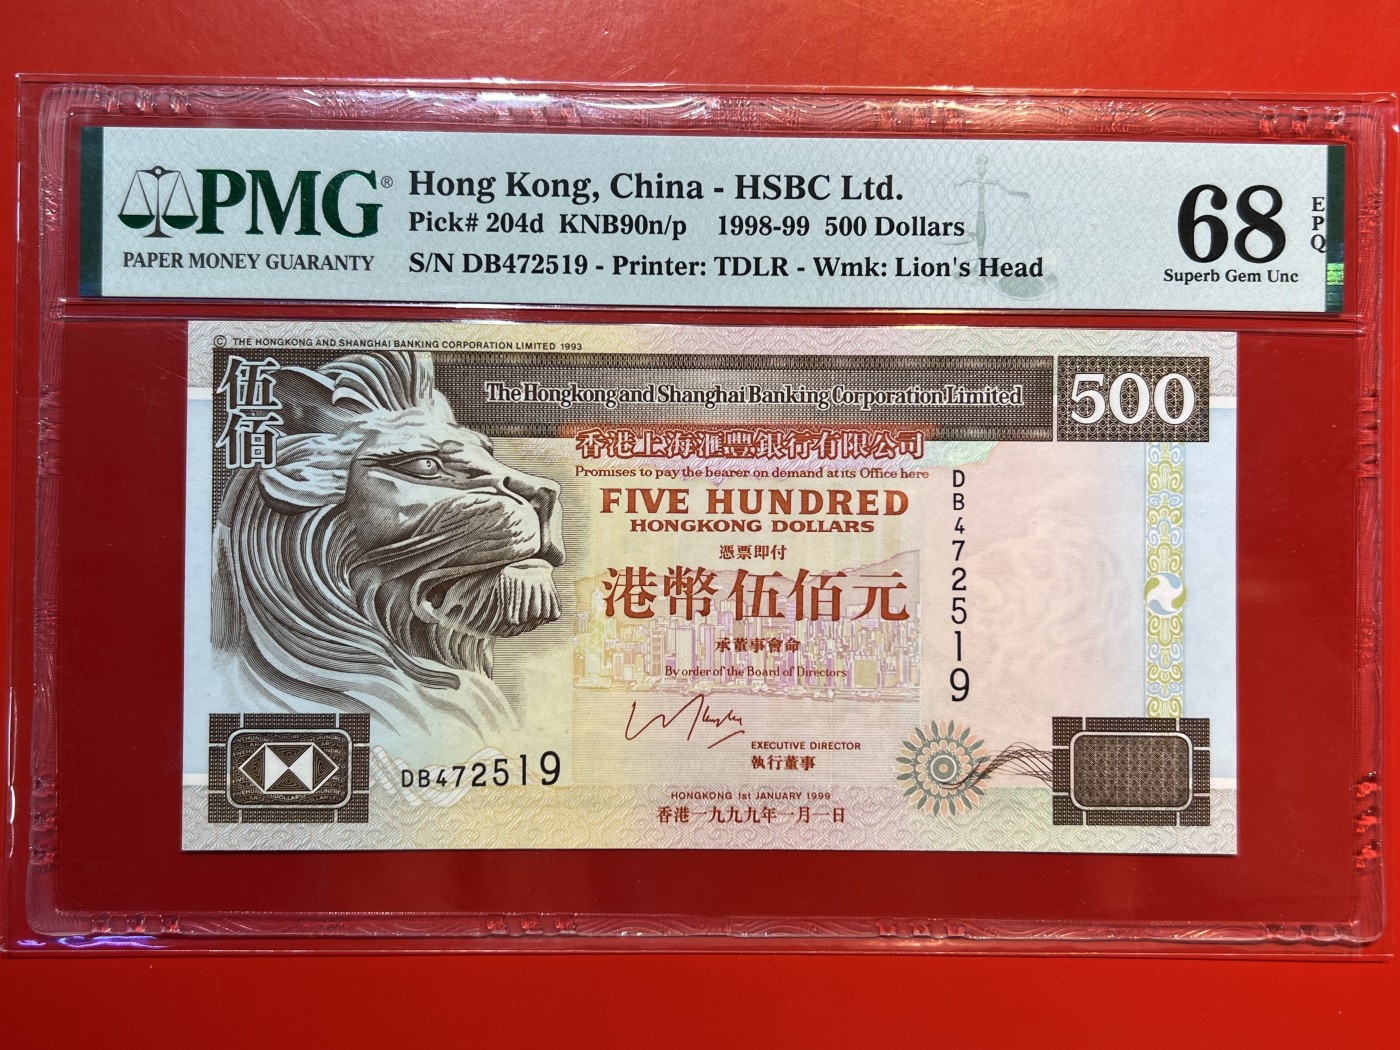 PMG®
PAPER MONEY GUARANTY
Hong Kong, China - HSBC Ltd.
Pick# 204d KNB90n/p 1998-99 500 Dollars
S/N DB472519 - Printer: TDLR - Wmk: Lion's Head
68
EPQ
Superb Gem Unc
© THE HONGKONG AND SHANGHAI BANKING CORPORATION LIMITED 1993
伍佰
The Hongkong and Shanghai Banking Corporation Limited
500
香港上海滙豐銀行有限公司
Promises to pay the bearer on demand at its Office here
FIVE HUNDRED
HONGKONG DOLLARS
憑票即付
港幣伍佰元
承董事會命
By order of the Board of Directors
DB472519
EXECUTIVE DIRECTOR
執行董事
DB472519
HONGKONG 1st JANUARY 1999
香港一九九九年一月一日